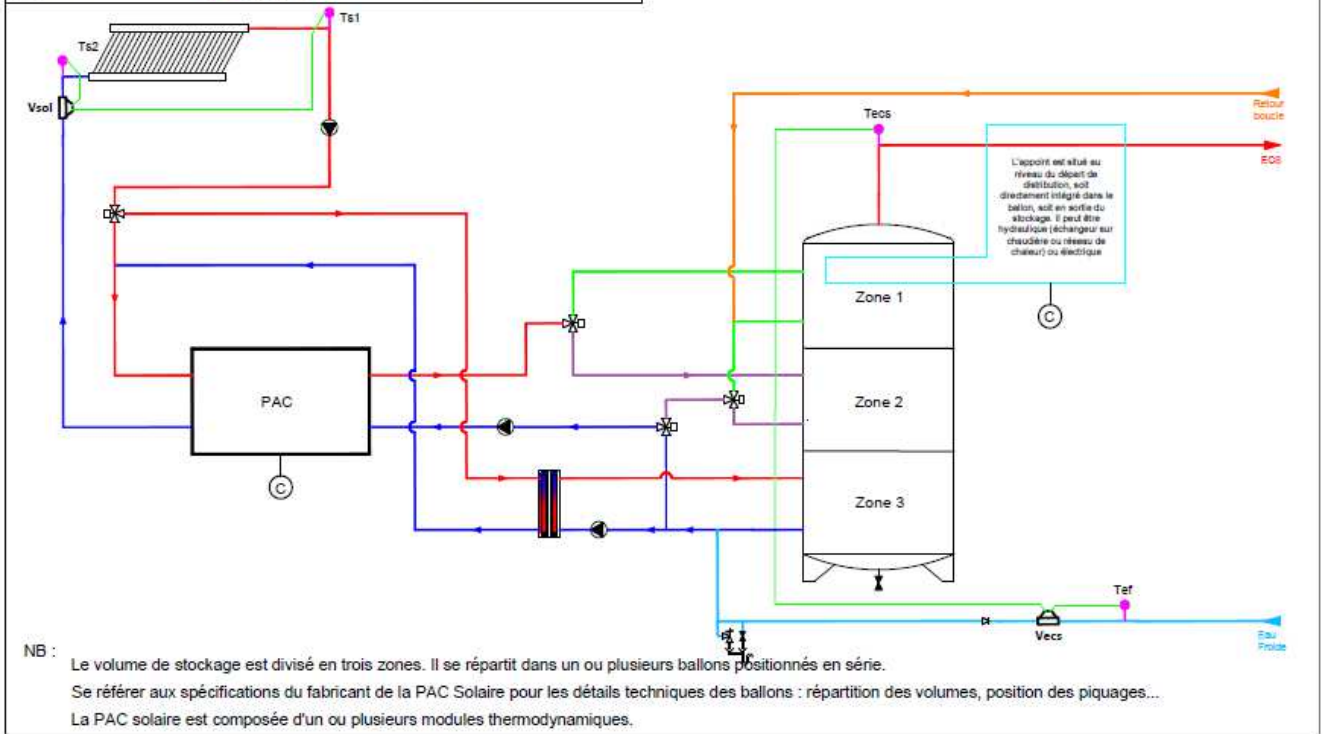 Ts1
Ts2
Vsol
Retour
boucle
Tecs
ECS
L'appoint est situé au
niveau du départ de
distribution, soit
directement intégré dans le
ballon, soit en sortie du
stockage. Il peut être
hydraulique (échangeur sur
chaudière ou réseau de
chaleur) ou électrique
Zone 1
C
PAC
Zone 2
C
Zone 3
Tef
Vecs
Eau
Froide
NB :
Le volume de stockage est divisé en trois zones. Il se répartit dans un ou plusieurs ballons positionnés en série.
Se référer aux spécifications du fabricant de la PAC Solaire pour les détails techniques des ballons : répartition des volumes, position des piquages...
La PAC solaire est composée d'un ou plusieurs modules thermodynamiques.